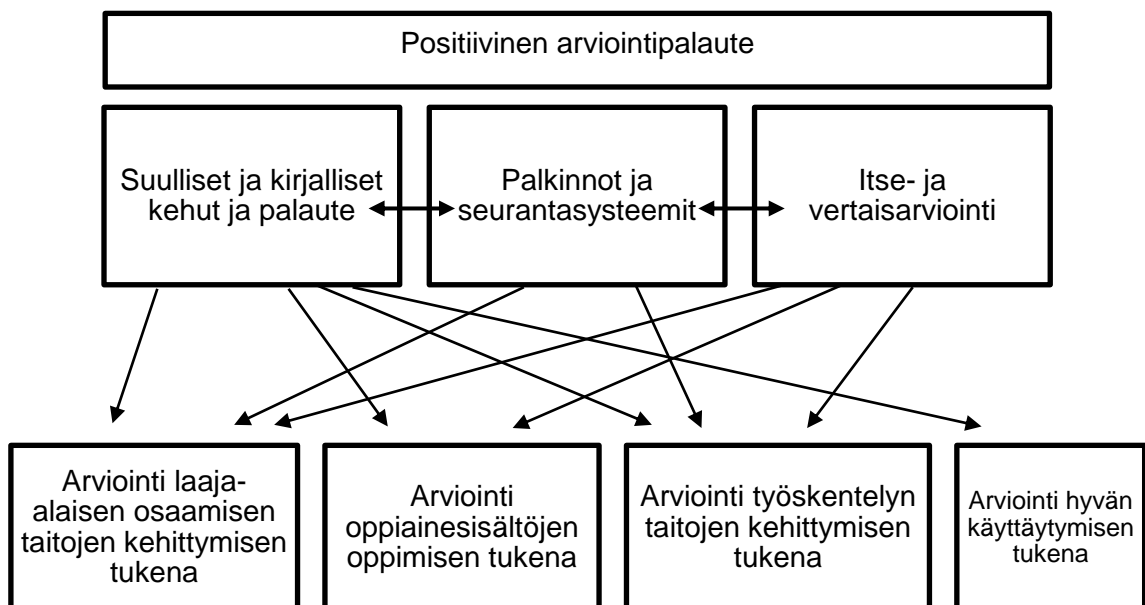 Positiivinen arviointipalaute
Suulliset ja kirjalliset
kehut ja palaute
Palkinnot ja
seurantasysteemit
Itse- ja
vertaisarviointi
Arviointi laaja-
alaisen osaamisen
taitojen kehittymisen
tukena
Arviointi
oppiainesisältöjen
oppimisen tukena
Arviointi työskentelyn
taitojen kehittymisen
tukena
Arviointi hyvän
käyttäytymisen
tukena